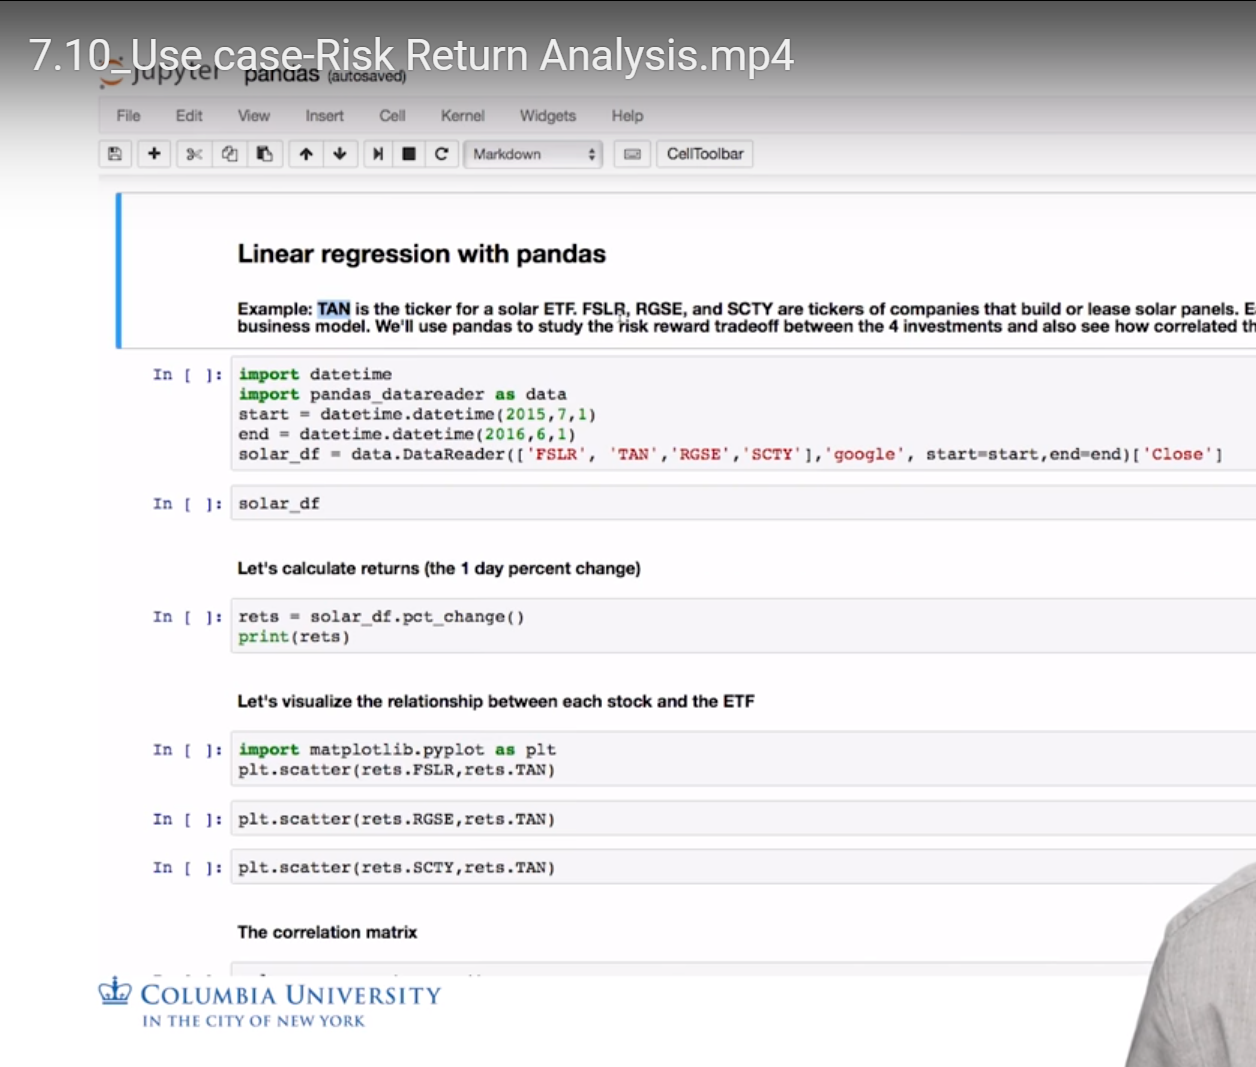 7.10_Use case-Risk Return Analysis.mp4
jupyter pandas (autosaved)
File Edit View Insert Cell Kernel Widgets Help
Markdown CellToolbar
Linear regression with pandas
Example: TAN is the ticker for a solar ETF. FSLR, RGSE, and SCTY are tickers of companies that build or lease solar panels.
business model. We'll use pandas to study the risk reward tradeoff between the 4 investments and also see how correlated
In [ ]: import datetime
import pandas_datareader as data
start = datetime.datetime(2015,7,1)
end = datetime.datetime(2016,6,1)
solar_df = data.DataReader(['FSLR', 'TAN','RGSE','SCTY'],'google', start=start,end=end)['Close']
In [ ]: solar_df
Let's calculate returns (the 1 day percent change)
In [ ]: rets = solar_df.pct_change()
print(rets)
Let's visualize the relationship between each stock and the ETF
In [ ]: import matplotlib.pyplot as plt
plt.scatter(rets.FSLR,rets.TAN)
In [ ]: plt.scatter(rets.RGSE,rets.TAN)
In [ ]: plt.scatter(rets.SCTY,rets.TAN)
The correlation matrix
COLUMBIA UNIVERSITY
IN THE CITY OF NEW YORK